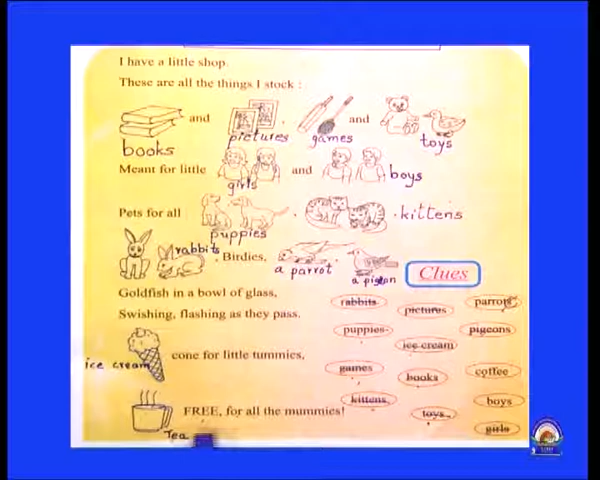 I have a little shop.
These are all the things I stock :
and , and
books pictures games toys
Meant for little and boys
girls
Pets for all , . kittens
puppies
rabbits . Birdies, a parrot , a pigeon
Clues
Goldfish in a bowl of glass,
Swishing, flashing as they pass.
rabbits pictures parrots
puppies pigeons
ice cream
ice cream cone for little tummies,
games books coffee
kittens toys boys
FREE, for all the mummies!
Tea
girls